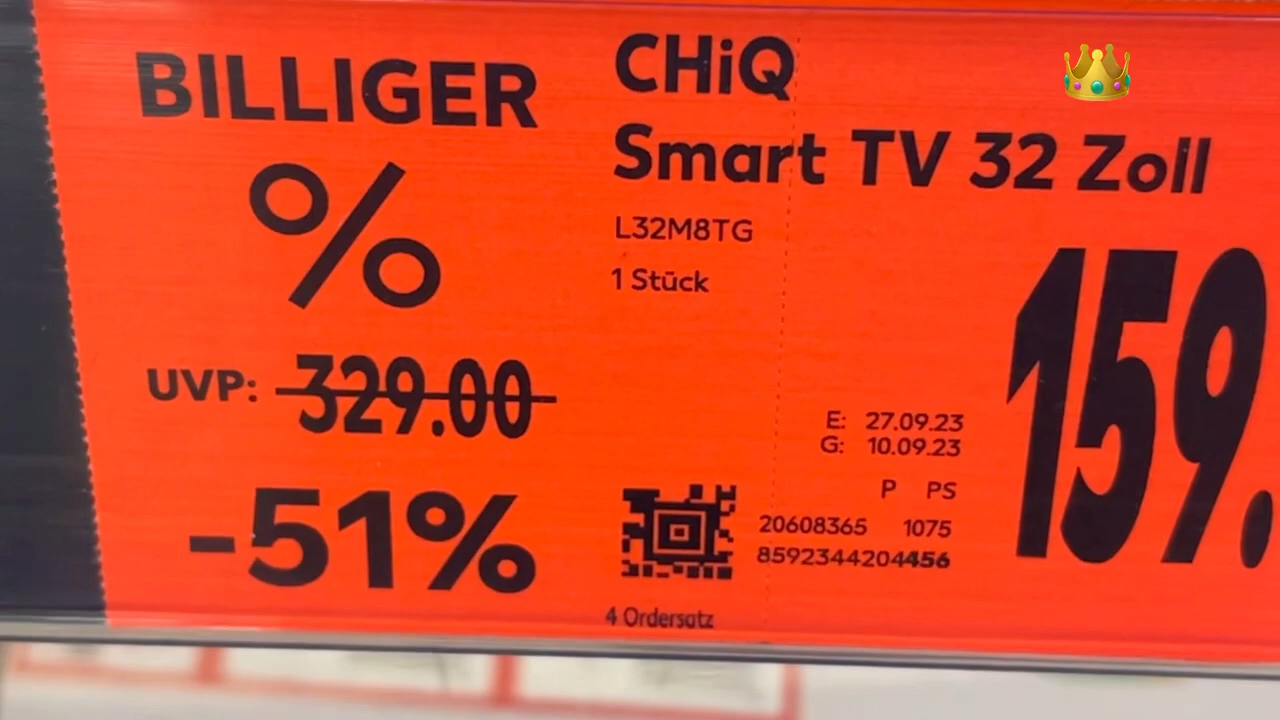 BILLIGER
%
UVP: 329.00
-51%
CHiQ
Smart TV 32 Zoll
L32M8TG
1 Stück
159.
E: 27.09.23
G: 10.09.23
P PS
20608365 1075
8592344204456
4 Ordersatz